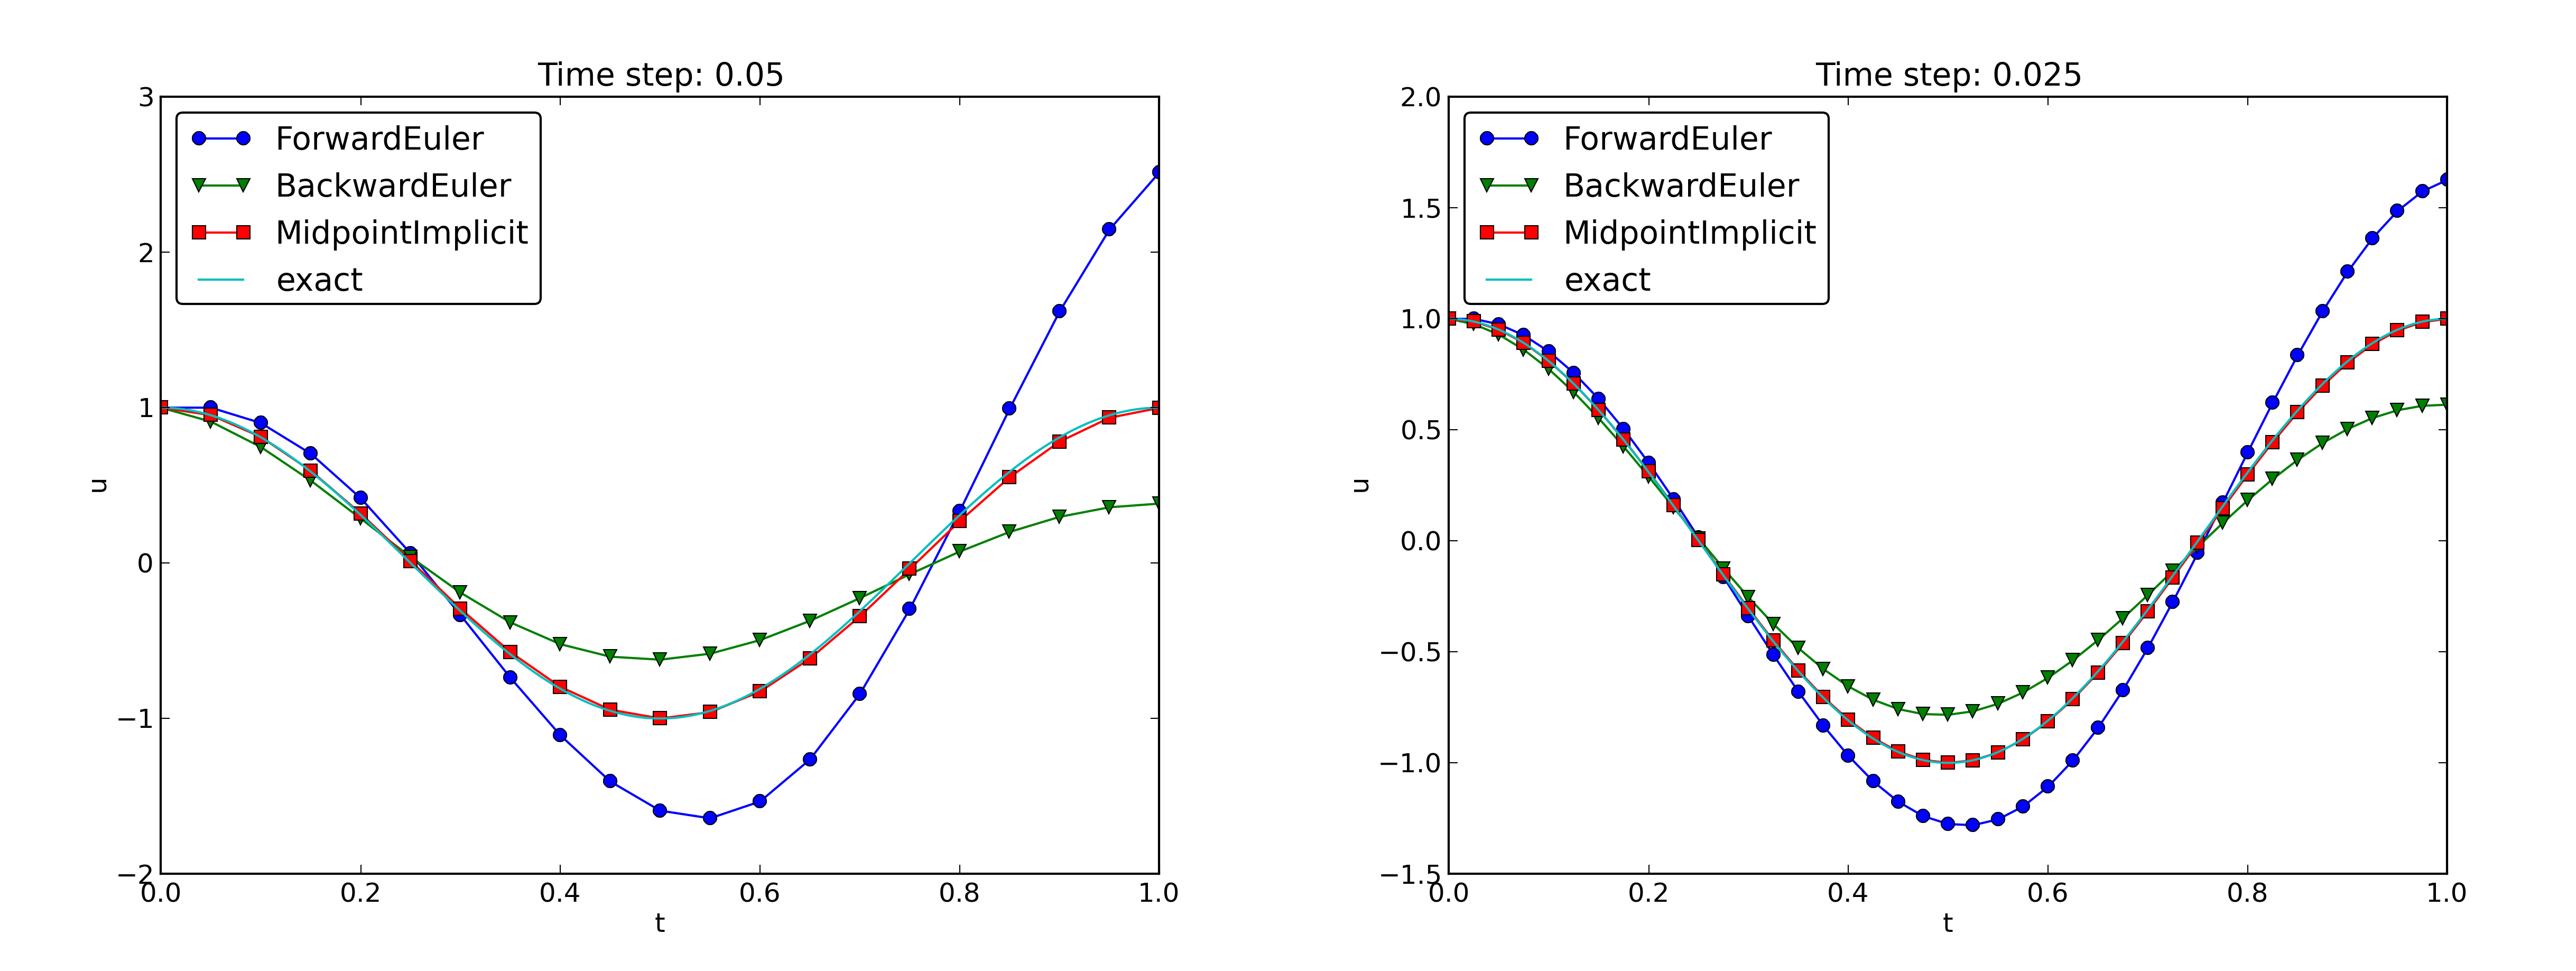 Time step: 0.05
3
2
1
0
−1
−2
u
ForwardEuler
BackwardEuler
MidpointImplicit
exact
0.0 0.2 0.4 0.6 0.8 1.0
t
Time step: 0.025
2.0
1.5
1.0
0.5
0.0
−0.5
−1.0
−1.5
u
ForwardEuler
BackwardEuler
MidpointImplicit
exact
0.0 0.2 0.4 0.6 0.8 1.0
t